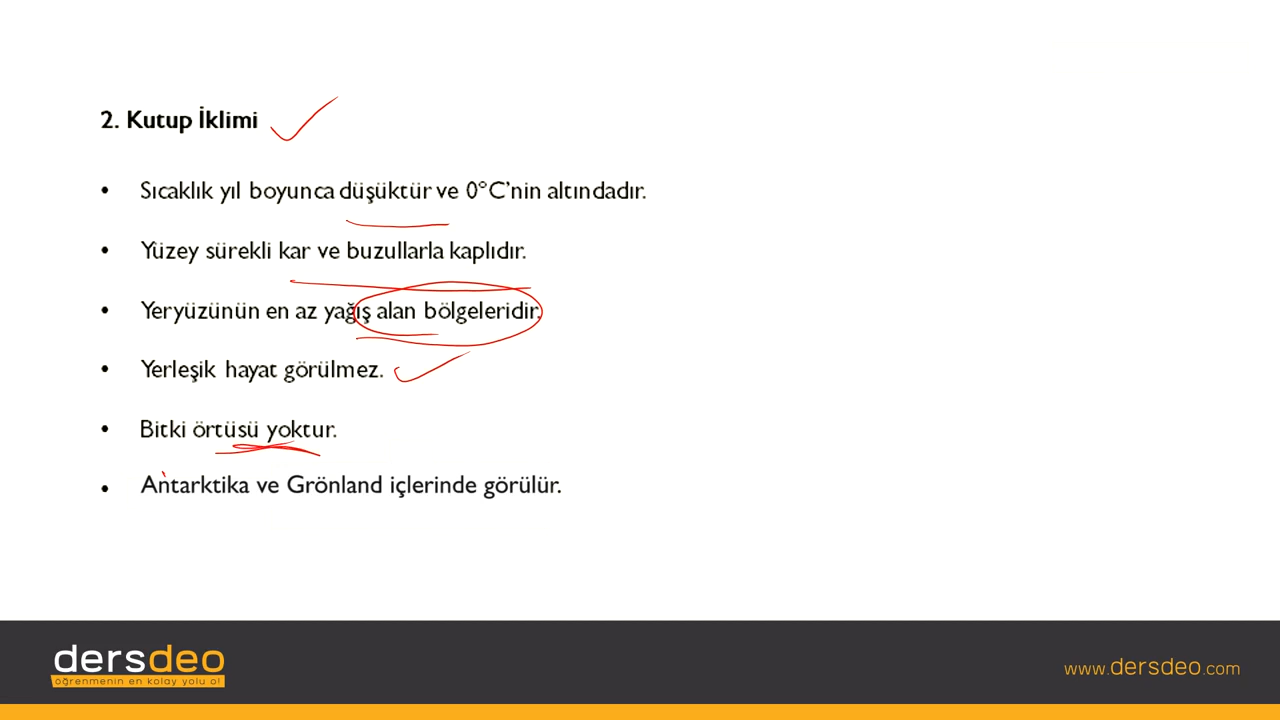 2. Kutup İklimi
• Sıcaklık yıl boyunca düşüktür ve 0°C'nin altındadır.
• Yüzey sürekli kar ve buzullarla kaplıdır.
• Yeryüzünün en az yağış alan bölgeleridir.
• Yerleşik hayat görülmez.
• Bitki örtüsü yoktur.
• Antarktika ve Grönland içlerinde görülür.
dersdeo
öğrenmenin en kolay yolu o!
www.dersdeo.com